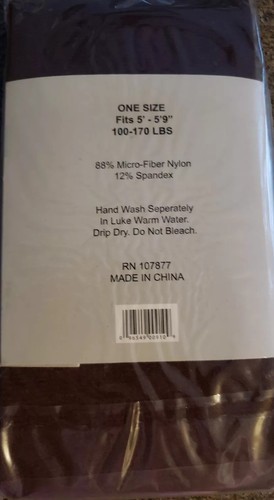 ONE SIZE
Fits 5' - 5'9"
100-170 LBS
88% Micro-Fiber Nylon
12% Spandex
Hand Wash Seperately
In Luke Warm Water.
Drip Dry. Do Not Bleach.
RN 107877
MADE IN CHINA